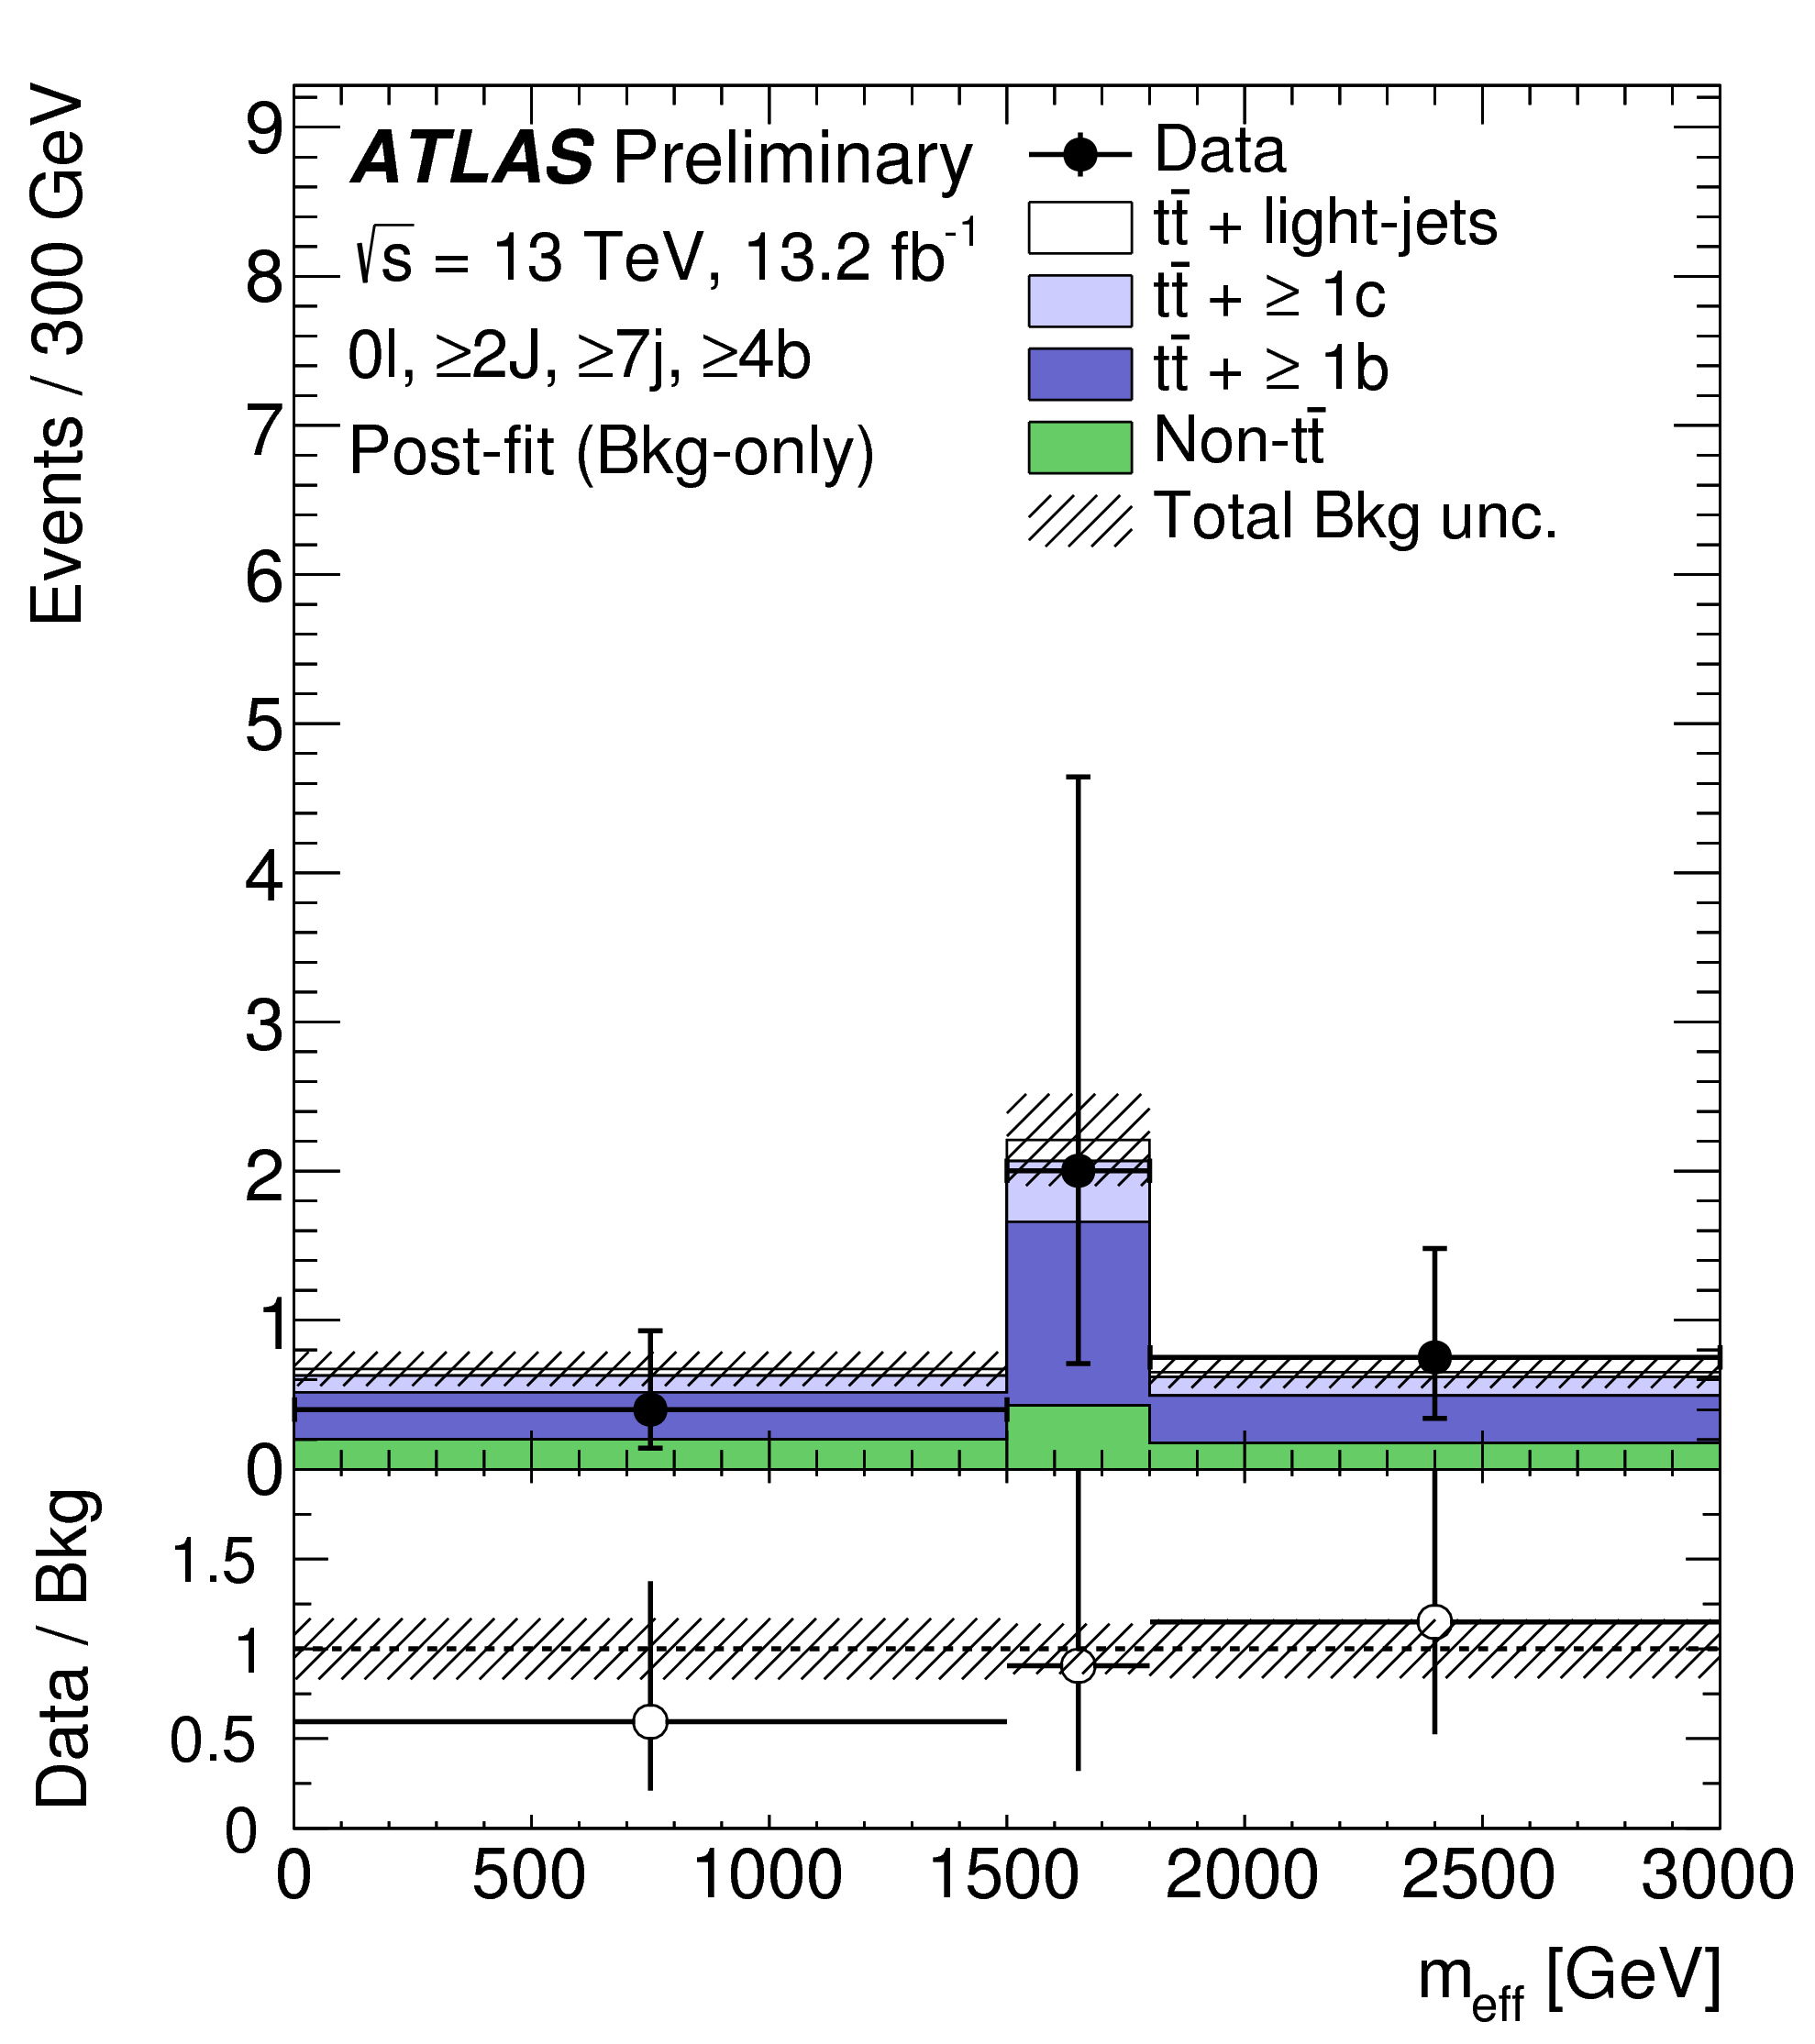 Events / 300 GeV
9
8
7
6
5
4
3
2
1
0
ATLAS Preliminary
√s = 13 TeV, 13.2 fb⁻¹
0l, ≥2J, ≥7j, ≥4b
Post-fit (Bkg-only)
Data
tt̄ + light-jets
tt̄ + ≥ 1c
tt̄ + ≥ 1b
Non-tt̄
Total Bkg unc.
Data / Bkg
1.5
1
0.5
0
0 500 1000 1500 2000 2500 3000
m_eff [GeV]